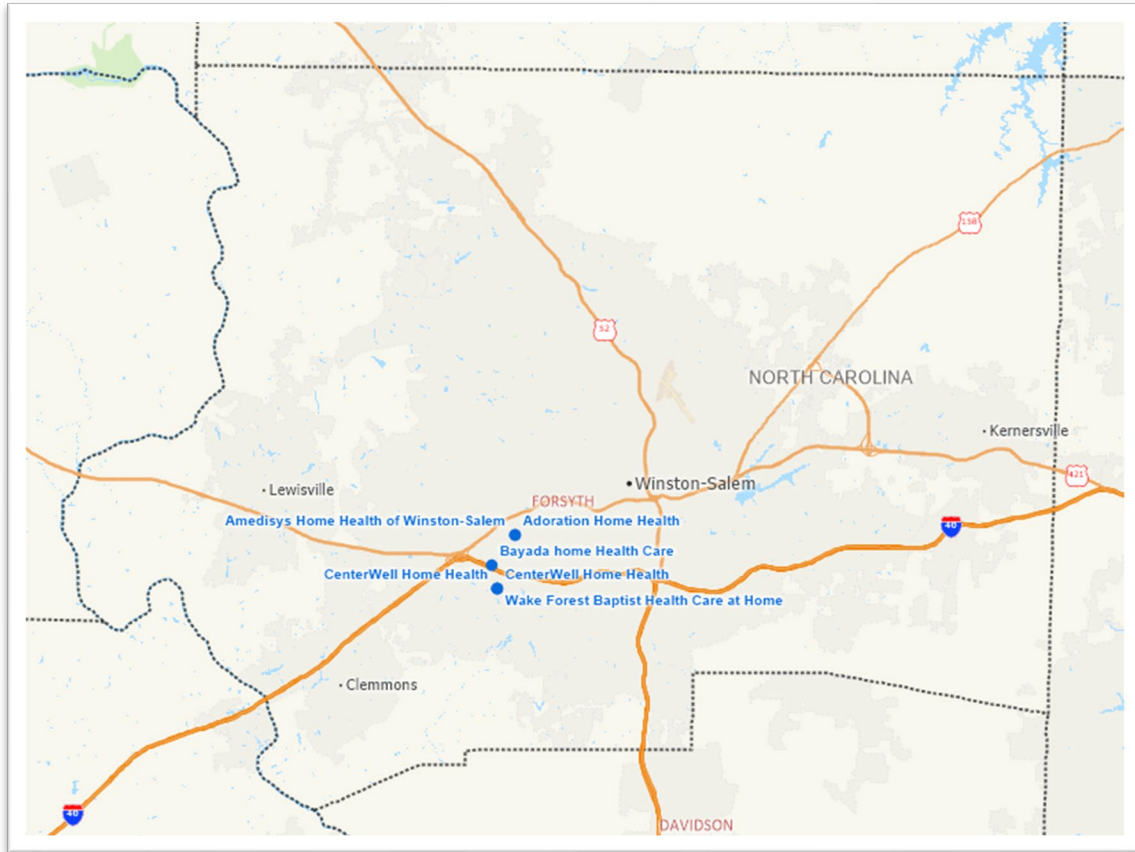 158
52
NORTH CAROLINA
Kernersville
421
Winston-Salem
Lewisville
FORSYTH
Amedisys Home Health of Winston-Salem
Adoration Home Health
40
Bayada home Health Care
CenterWell Home Health
CenterWell Home Health
Wake Forest Baptist Health Care at Home
Clemmons
40
DAVIDSON